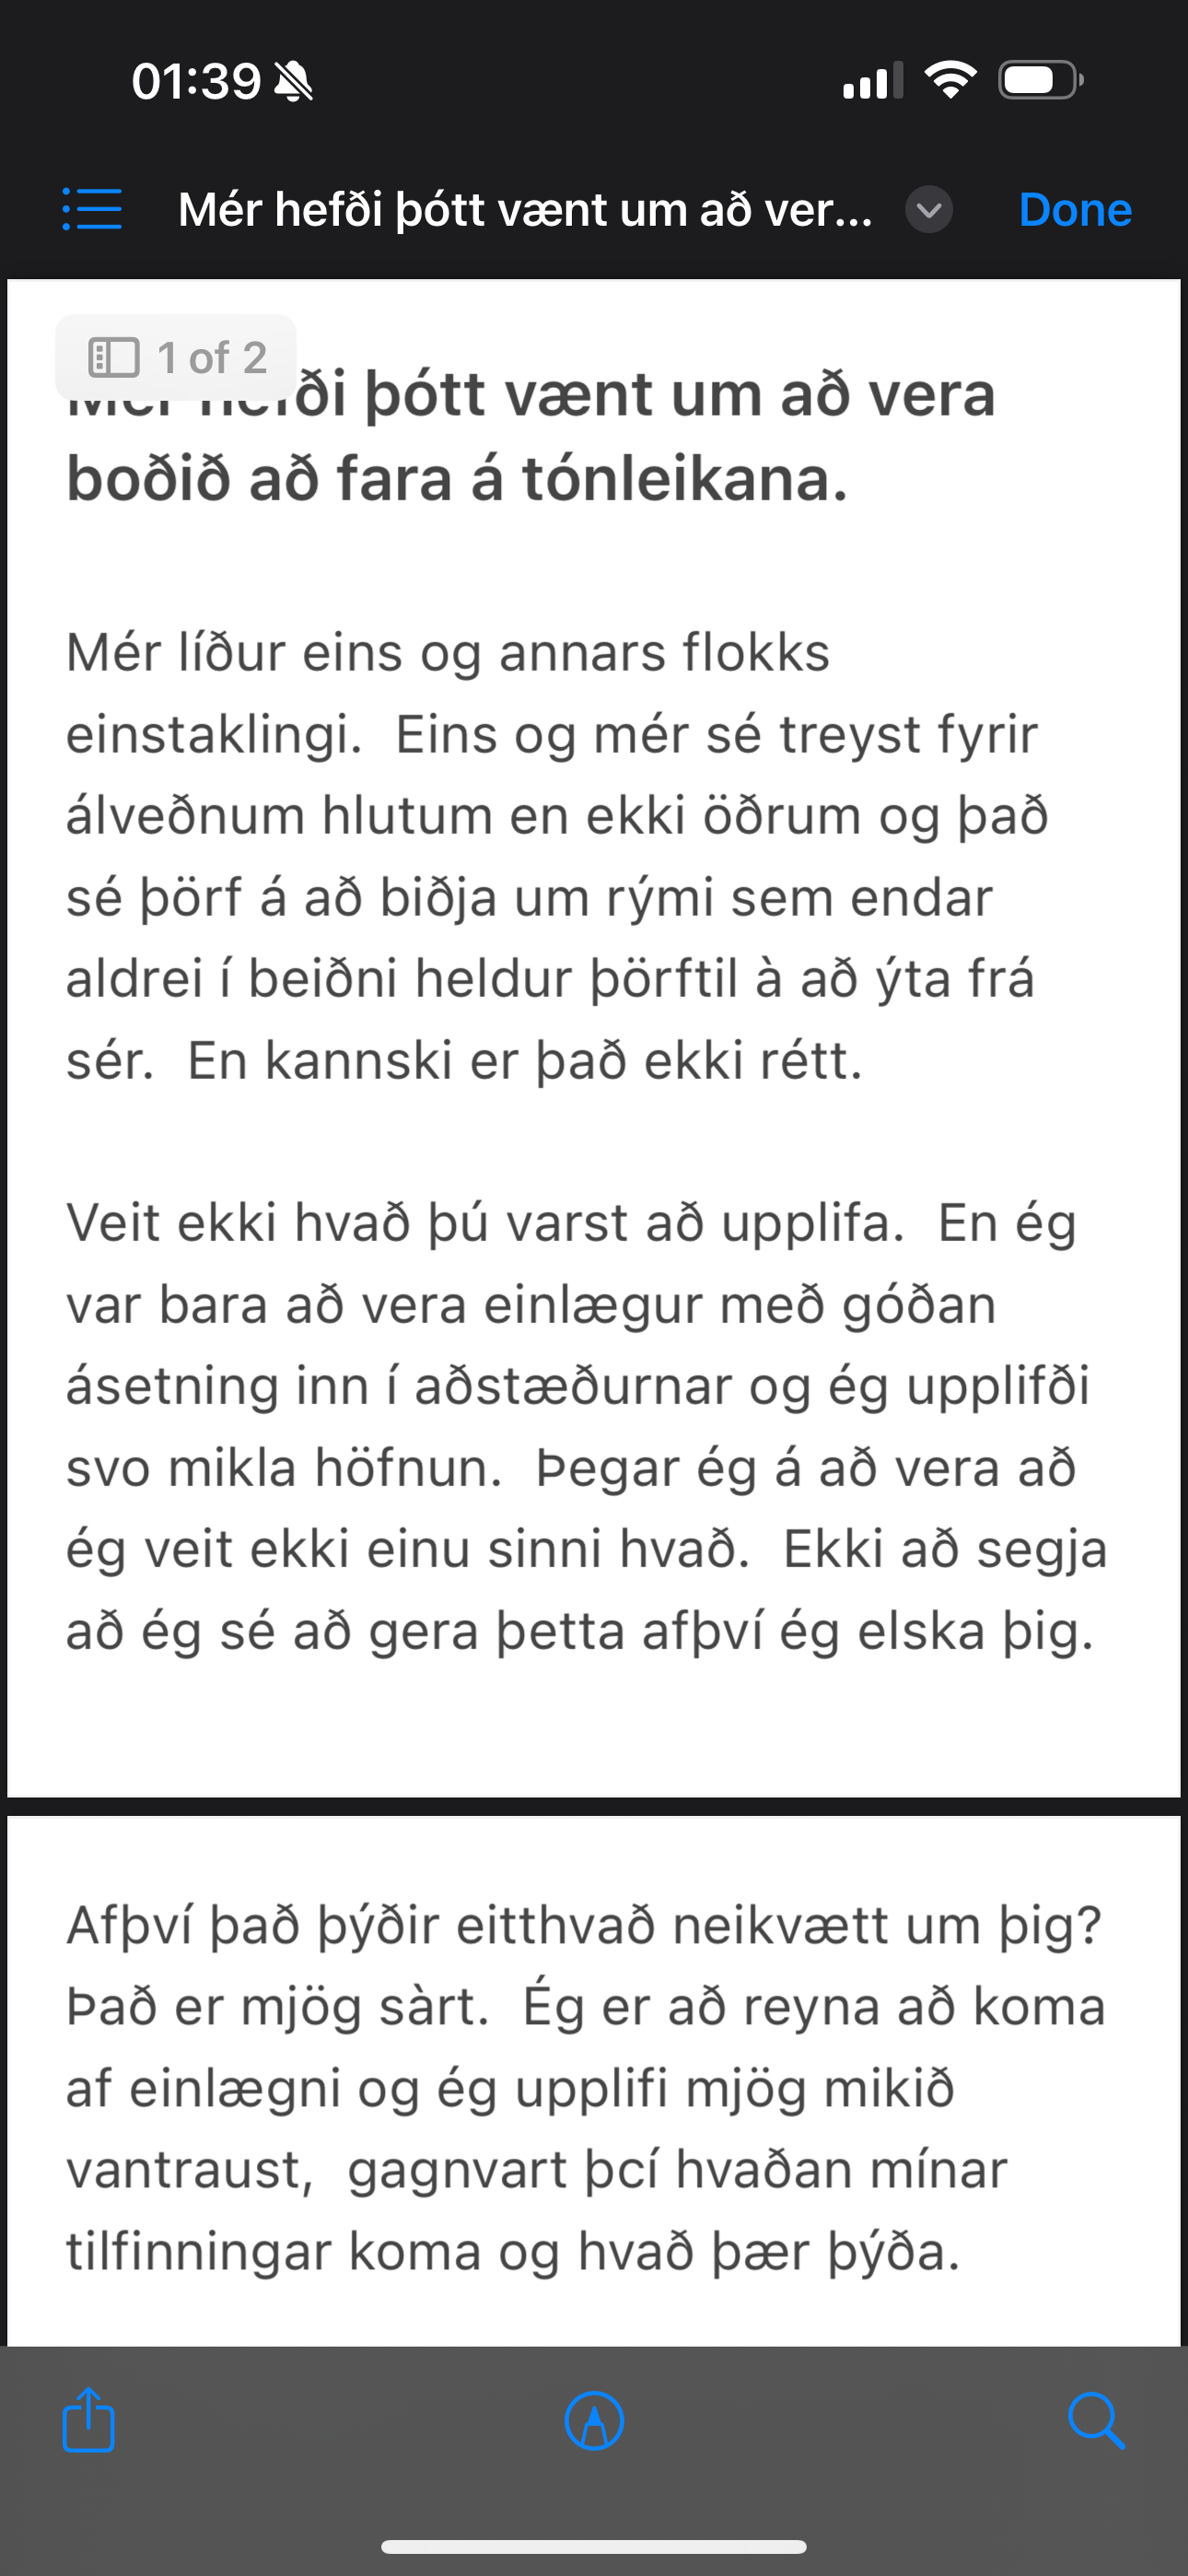 01:39
Mér hefði þótt vænt um að ver...
Done
1 of 2
Mér hefði þótt vænt um að vera
boðið að fara á tónleikana.
Mér líður eins og annars flokks
einstaklingi. Eins og mér sé treyst fyrir
álveðnum hlutum en ekki öðrum og það
sé þörf á að biðja um rými sem endar
aldrei í beiðni heldur þörftil à að ýta frá
sér. En kannski er það ekki rétt.
Veit ekki hvað þú varst að upplifa. En ég
var bara að vera einlægur með góðan
ásetning inn í aðstæðurnar og ég upplifði
svo mikla höfnun. Þegar ég á að vera að
ég veit ekki einu sinni hvað. Ekki að segja
að ég sé að gera þetta afþví ég elska þig.
Afþví það þýðir eitthvað neikvætt um þig?
Það er mjög sàrt. Ég er að reyna að koma
af einlægni og ég upplifi mjög mikið
vantraust, gagnvart þcí hvaðan mínar
tilfinningar koma og hvað þær þýða.